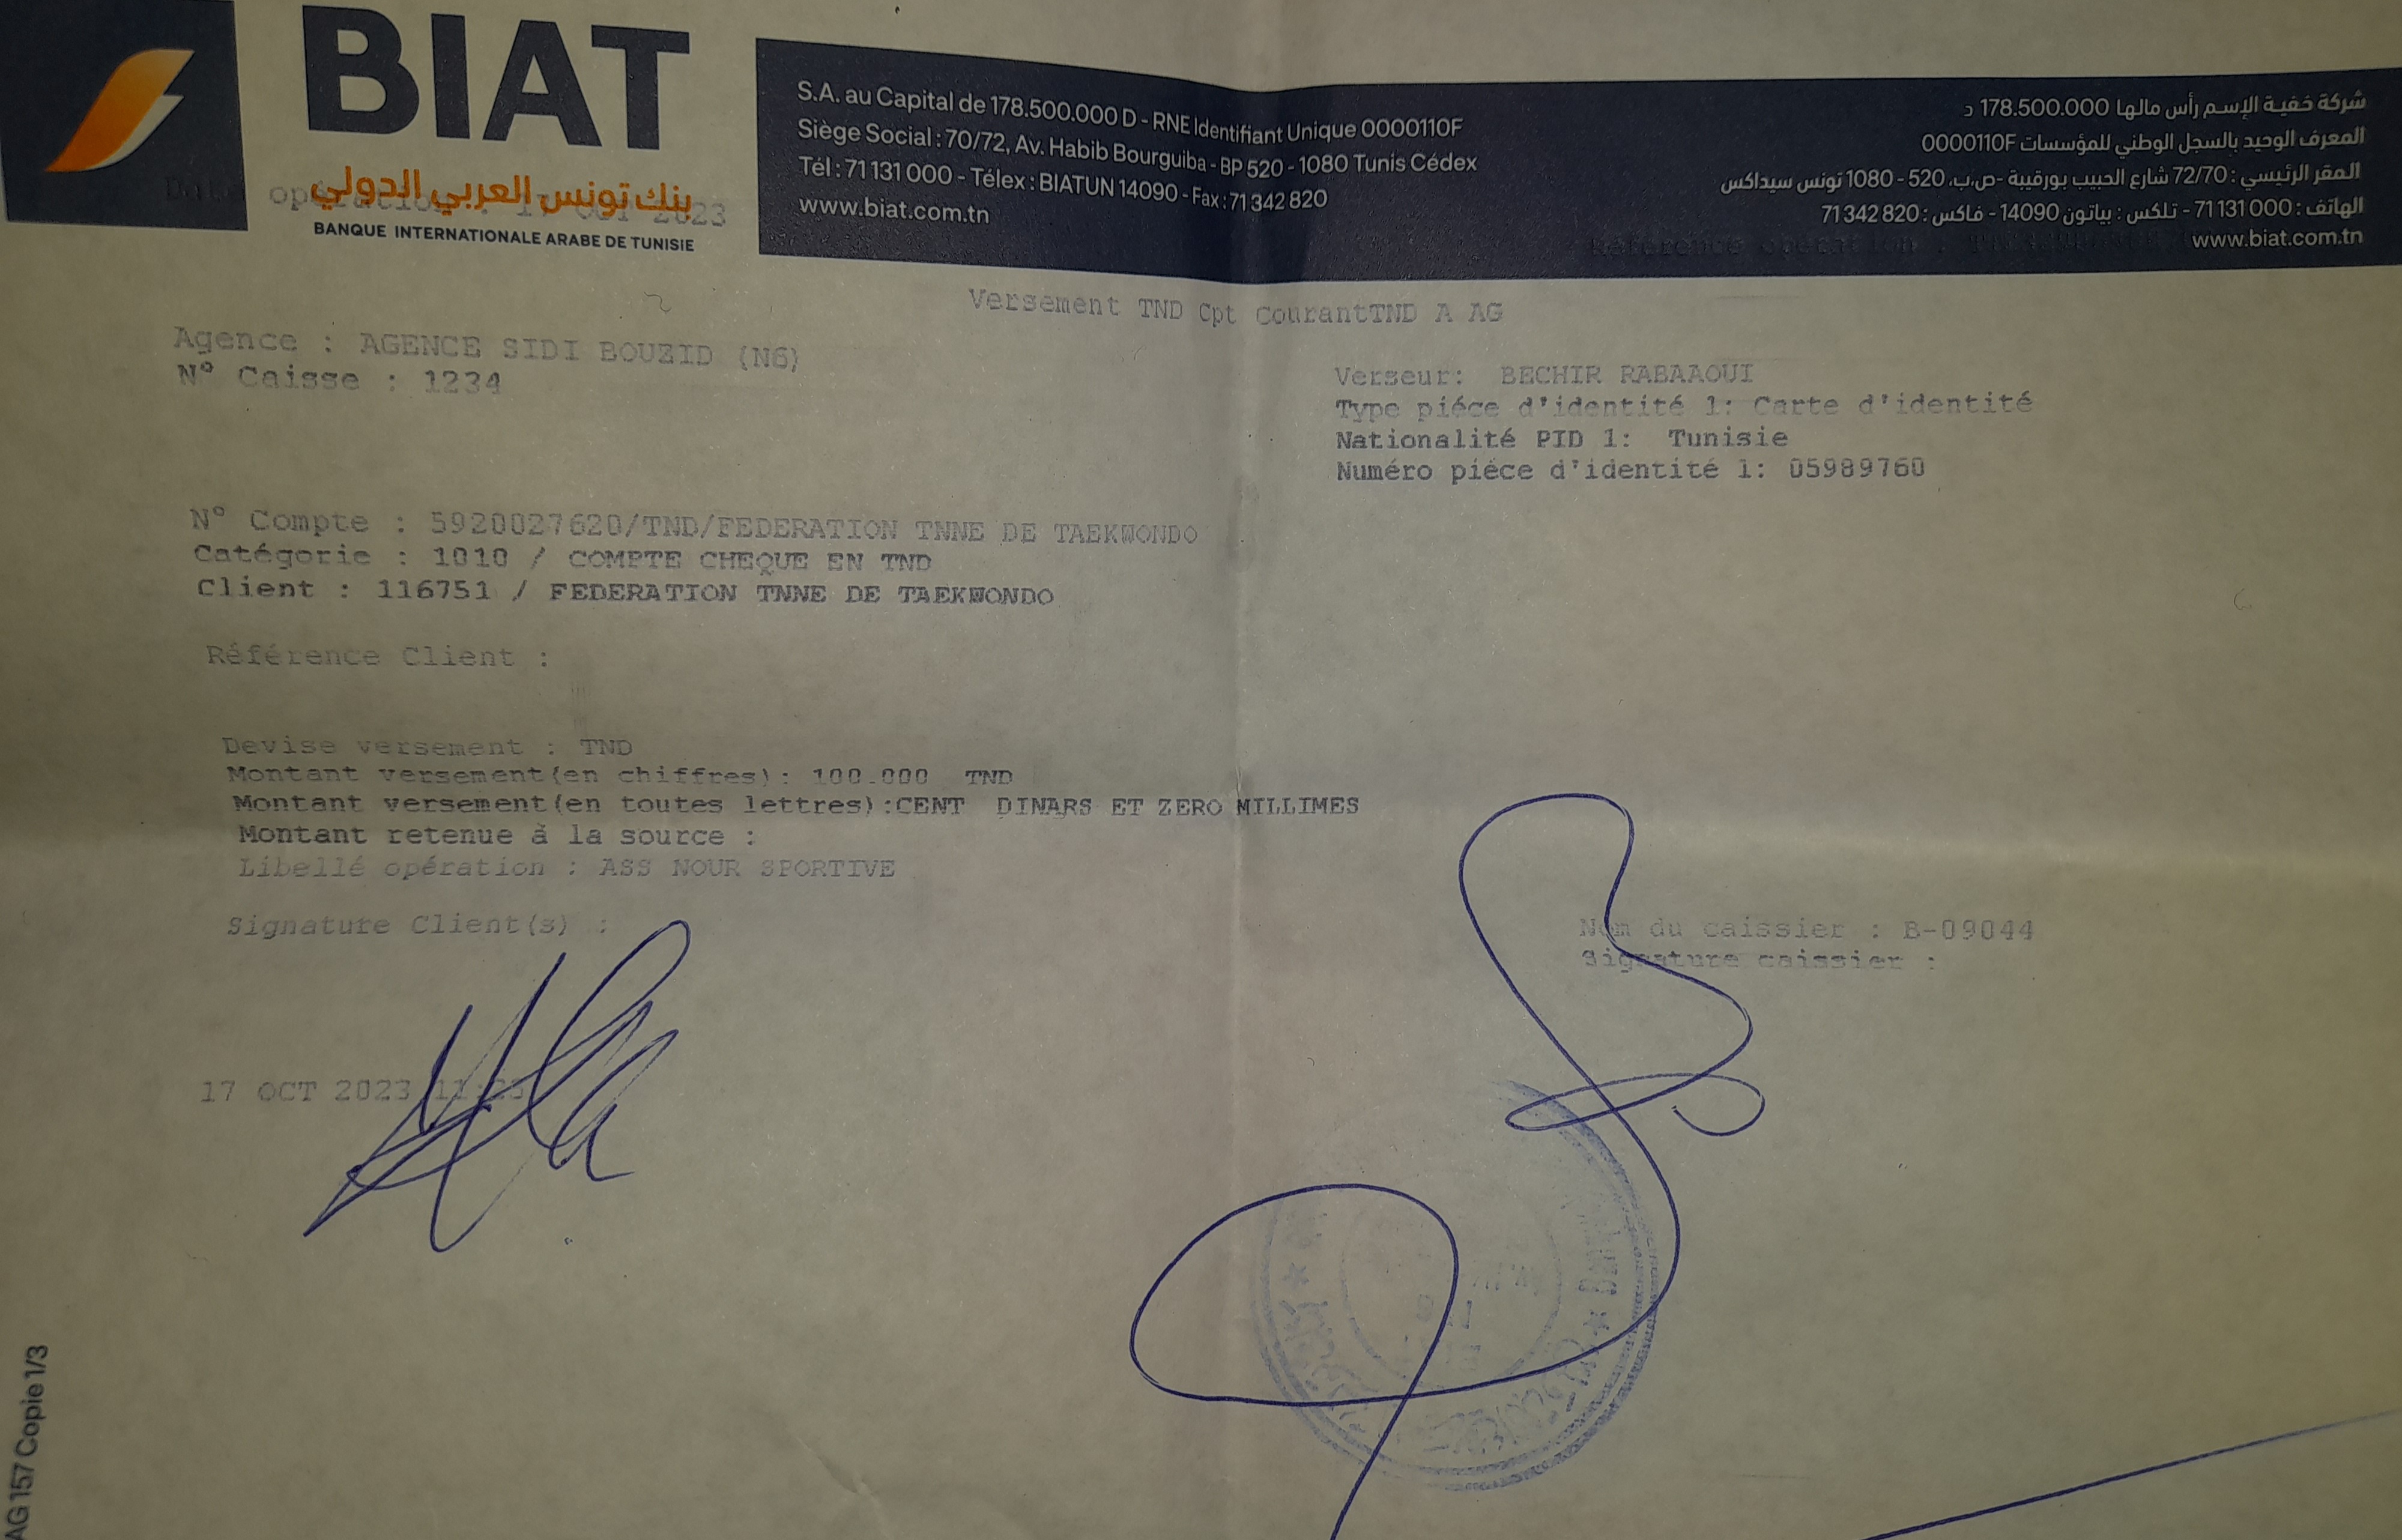 BIAT
بنك تونس العربي الدولي
BANQUE INTERNATIONALE ARABE DE TUNISIE
S.A. au Capital de 178.500.000 D - RNE Identifiant Unique 0000110F
Siège Social : 70/72, Av. Habib Bourguiba - BP 520 - 1080 Tunis Cédex
Tél : 71 131 000 - Télex : BIATUN 14090 - Fax : 71 342 820
www.biat.com.tn
شركة خفية الإسم رأس مالها 178.500.000 د
المعرف الوحيد بالسجل الوطني للمؤسسات 0000110F
المقر الرئيسي : 72/70 شارع الحبيب بورقيبة -ص.ب. 520 - 1080 تونس سيداكس
الهاتف : 71 131 000 - تلكس : بياتون 14090 - فاكس : 71 342 820
www.biat.com.tn
Date opération : 17 OCT 2023
Référence opération :
Versement TND Cpt CourantTND A AG
Agence : AGENCE SIDI BOUZID (N6)
N° Caisse : 1234
Verseur: BECHIR RABAAOUI
Type piéce d'identité 1: Carte d'identité
Nationalité PID 1: Tunisie
Numéro piéce d'identité 1: 05989760
N° Compte : 5920027620/TND/FEDERATION TNNE DE TAEKWONDO
Catégorie : 1010 / COMPTE CHEQUE EN TND
Client : 116751 / FEDERATION TNNE DE TAEKWONDO
Référence Client :
Devise versement : TND
Montant versement(en chiffres): 100.000 TND
Montant versement(en toutes lettres):CENT DINARS ET ZERO MILLIMES
Montant retenue à la source :
Libellé opération : ASS NOUR SPORTIVE
Signature Client(s) :
Nom du caissier : B-09044
Signature caissier :
17 OCT 2023
AG 157 Copie 1/3